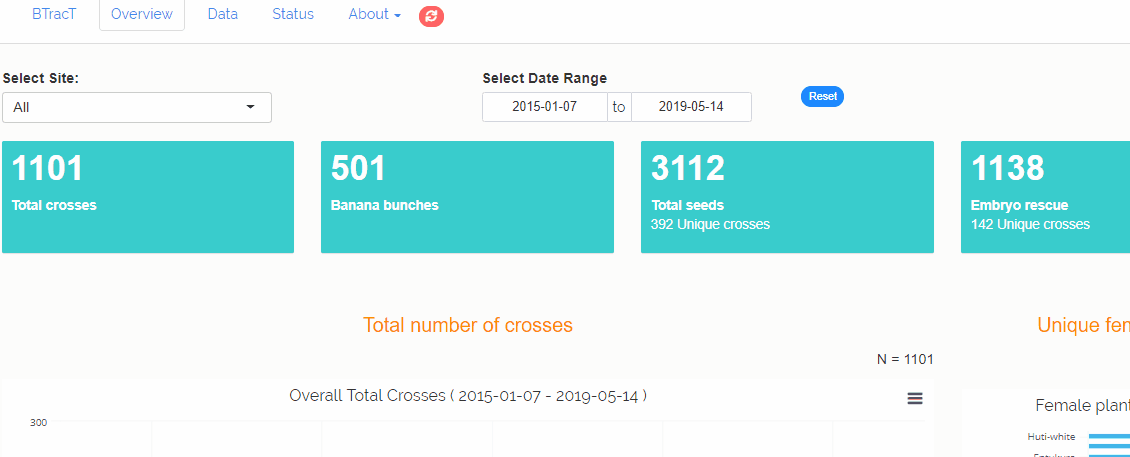 BTracT Overview Data Status About
Select Site:
All
Select Date Range
2015-01-07 to 2019-05-14
Reset
1101
Total crosses
501
Banana bunches
3112
Total seeds
392 Unique crosses
1138
Embryo rescue
142 Unique crosses
Total number of crosses
N = 1101
Overall Total Crosses ( 2015-01-07 - 2019-05-14 )
300
Unique fem
Female plant
Huti-white